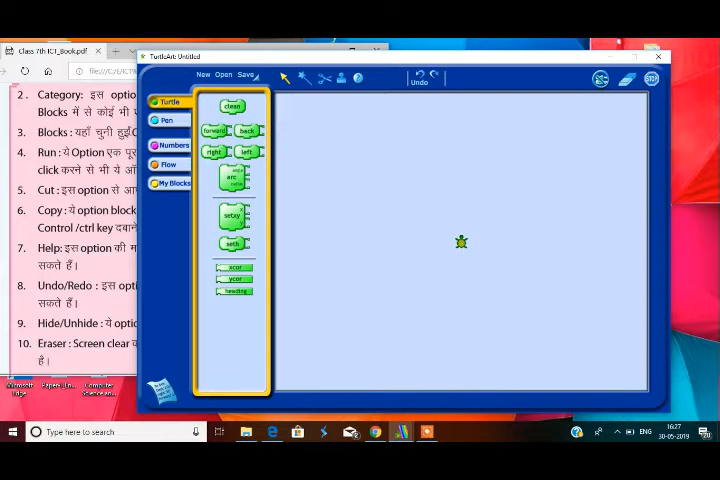 Class 7th ICT_Book.pdf
TurtleArt: Untitled
file:///C:/E/ICT
New Open Save
Undo
STOP
2. Category: इस
Blocks में से कोई भी
3. Blocks: यहाँ चुनी हुई
4. Run : ये Option एक पूर
click करने से भी ये
5. Cut : इस option से
6. Copy : ये option block
Control /ctrl key दबाने
7. Help: इस option की
सकते हैं।
8. Undo/Redo: इस
सकते हैं।
9. Hide/Unhide : ये
10. Eraser : Screen clear
है।
Turtle
Pen
Numbers
Flow
My Blocks
clean
forward back
right left
angle
arc
radius
x
setxy
y
seth
xcor
ycor
heading
Microsoft
Edge
Computer
Science an...
Type here to search
ENG
16:27
30-05-2019
20